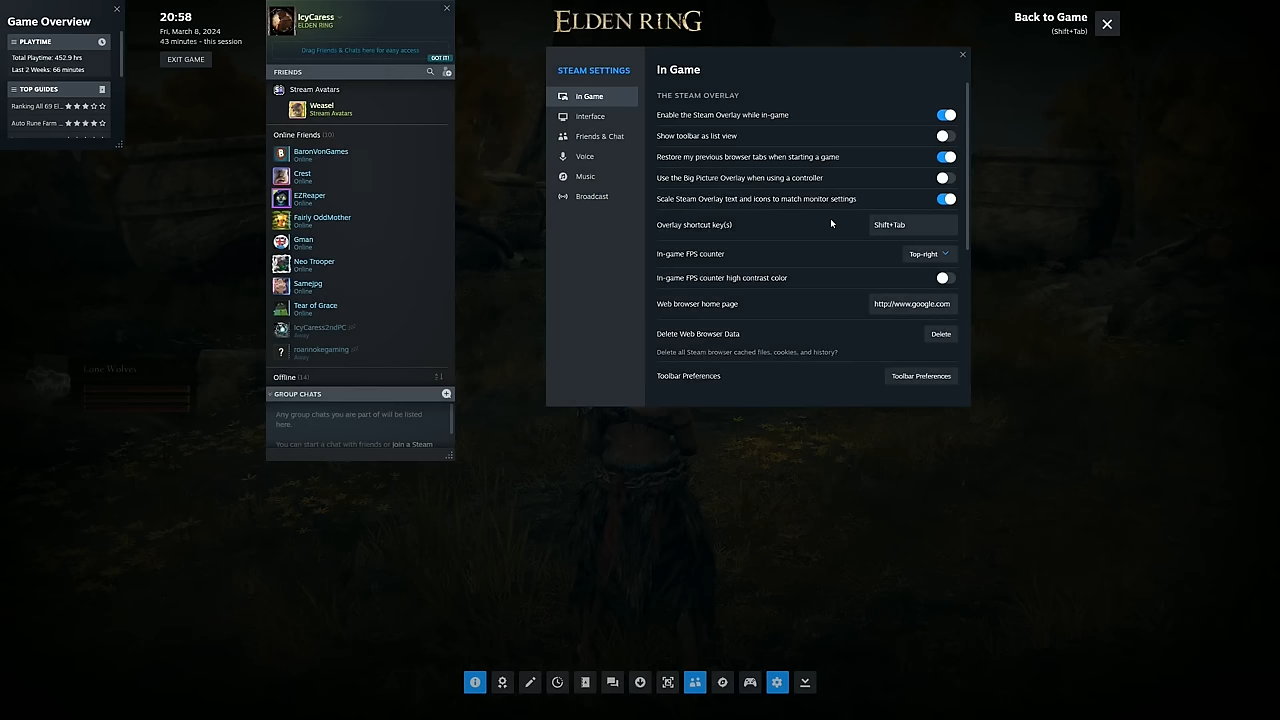 Game Overview
PLAYTIME
Total Playtime: 452.9 hrs
Last 2 Weeks: 66 minutes
TOP GUIDES
Ranking All 69 El...
Auto Rune Farm ...
20:58
Fri, March 8, 2024
43 minutes - this session
EXIT GAME
IcyCaress
ELDEN RING
Drag Friends & Chats here for easy access
GOT IT!
FRIENDS
Stream Avatars
Weasel
Stream Avatars
Online Friends (10)
BaronVonGames
Online
Crest
Online
EZReaper
Online
Fairly OddMother
Online
Gman
Online
Neo Trooper
Online
Samejpg
Online
Tear of Grace
Online
IcyCaress2ndPC
Away
roannokegaming
Away
Offline (14)
GROUP CHATS
Any group chats you are part of will be listed
here.
You can start a chat with friends or join a Steam
Lone Wolves
ELDEN RING
Back to Game
(Shift+Tab)
STEAM SETTINGS
In Game
Interface
Friends & Chat
Voice
Music
Broadcast
In Game
THE STEAM OVERLAY
Enable the Steam Overlay while in-game
Show toolbar as list view
Restore my previous browser tabs when starting a game
Use the Big Picture Overlay when using a controller
Scale Steam Overlay text and icons to match monitor settings
Overlay shortcut key(s) Shift+Tab
In-game FPS counter Top-right
In-game FPS counter high contrast color
Web browser home page http://www.google.com
Delete Web Browser Data Delete
Delete all Steam browser cached files, cookies, and history?
Toolbar Preferences Toolbar Preferences